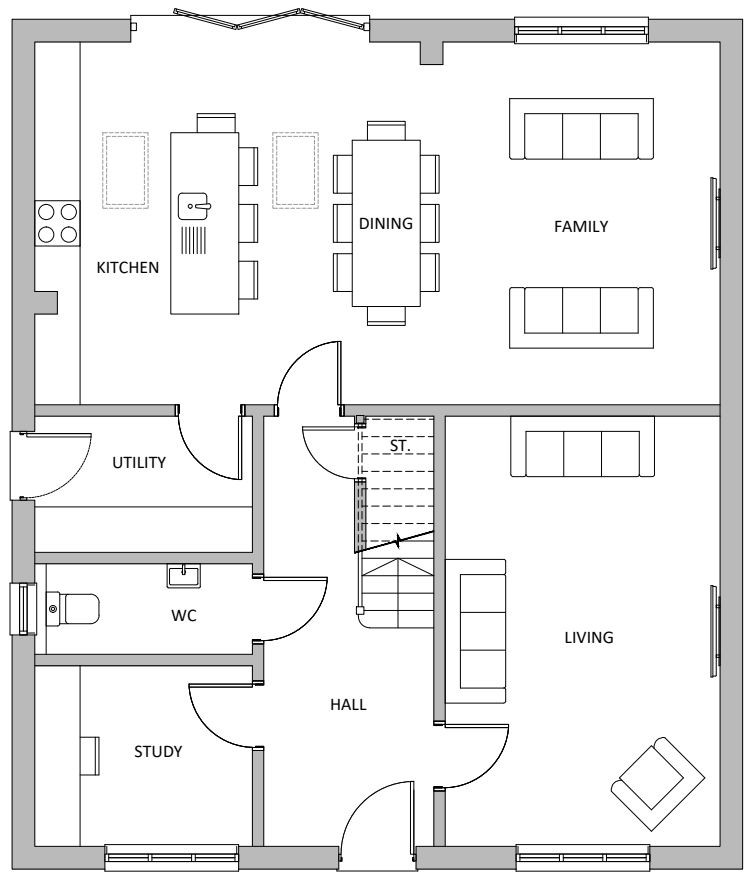 DINING
FAMILY
KITCHEN
ST.
UTILITY
WC
LIVING
HALL
STUDY